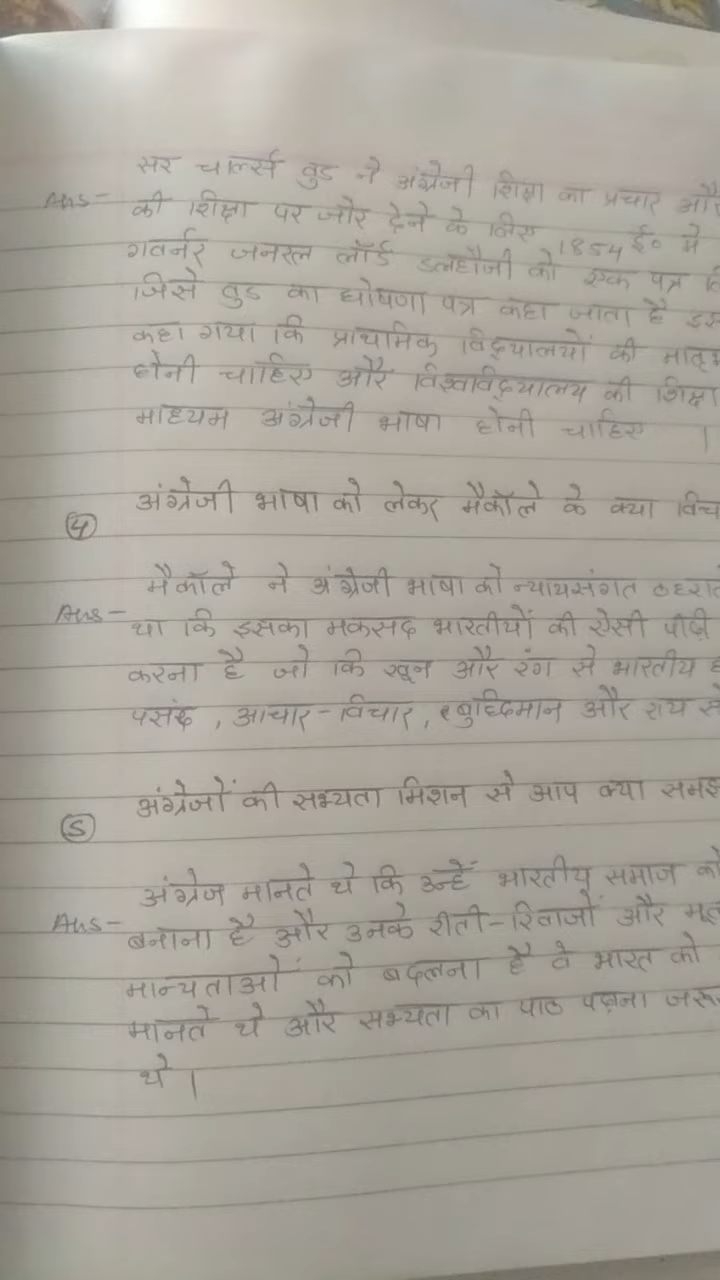 सर चार्ल्स वुड ने अंग्रेजी शिक्षा का प्रचार और
Ans- की शिक्षा पर जोर देने के लिए 1854 ई० में
गवर्नर जनरल लॉर्ड डलहौजी को एक पत्र
जिसे वुड का घोषणा पत्र कहा जाता है
कहा गया कि प्राथमिक विद्यालयों की
होनी चाहिए और विश्वविद्यालय की शिक्षा
माध्यम अंग्रेजी भाषा होनी चाहिए ।
④ अंग्रेजी भाषा को लेकर मैकॉले के क्या
मैकॉले ने अंग्रेजी भाषा को न्यायसंगत
Ans- था कि इसका मकसद भारतीयों की ऐसी पीढ़ी
करना है जो कि खून और रंग से भारतीय
पसंद , आचार-विचार, बुध्दिमान और राय
⑤ अंग्रेजों की सभ्यता मिशन से आप क्या
अंग्रेज मानते थे कि उन्हें भारतीय समाज को
Ans- बनाना है और उनके रीती-रिवाजों और
मान्यताओं को बदलना है वे भारत को
मानते थे और सभ्यता का पाठ पढ़ना
थे ।